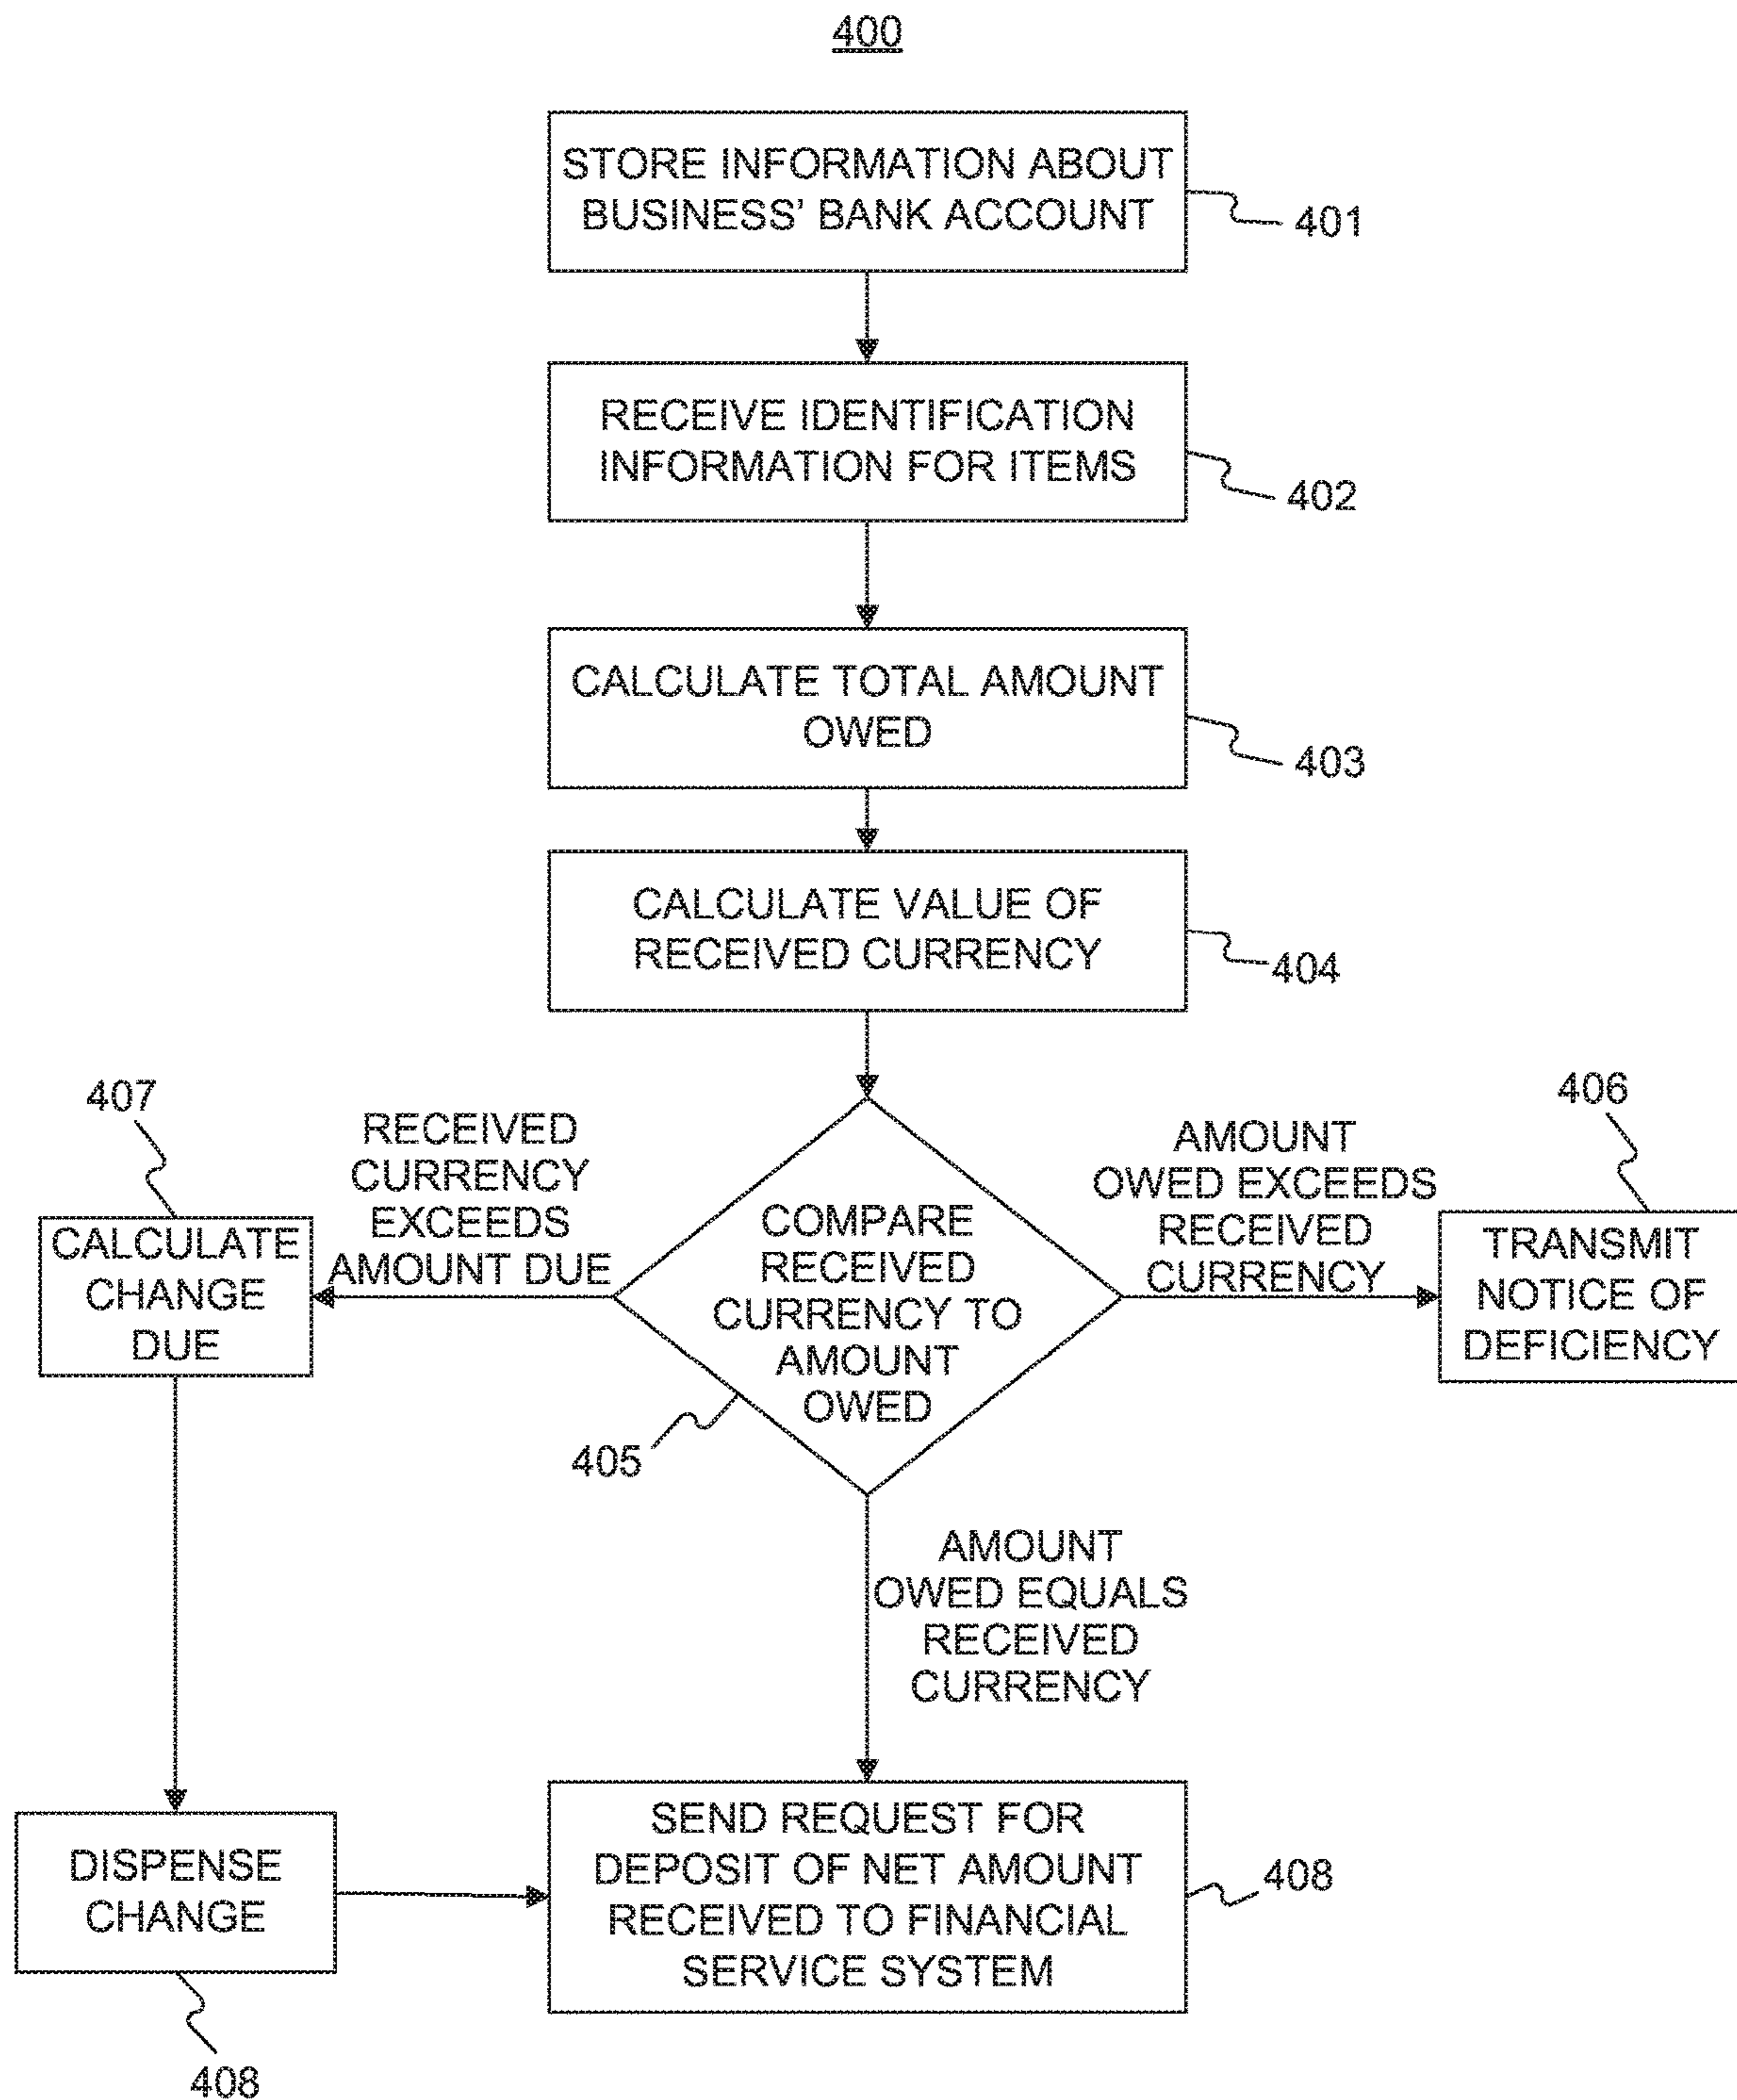 400
STORE INFORMATION ABOUT
BUSINESS' BANK ACCOUNT
401
RECEIVE IDENTIFICATION
INFORMATION FOR ITEMS
402
CALCULATE TOTAL AMOUNT
OWED
403
CALCULATE VALUE OF
RECEIVED CURRENCY
404
407
RECEIVED
CURRENCY
EXCEEDS
AMOUNT DUE
CALCULATE
CHANGE
DUE
COMPARE
RECEIVED
CURRENCY TO
AMOUNT
OWED
405
AMOUNT
OWED EXCEEDS
RECEIVED
CURRENCY
406
TRANSMIT
NOTICE OF
DEFICIENCY
AMOUNT
OWED EQUALS
RECEIVED
CURRENCY
DISPENSE
CHANGE
408
SEND REQUEST FOR
DEPOSIT OF NET AMOUNT
RECEIVED TO FINANCIAL
SERVICE SYSTEM
408